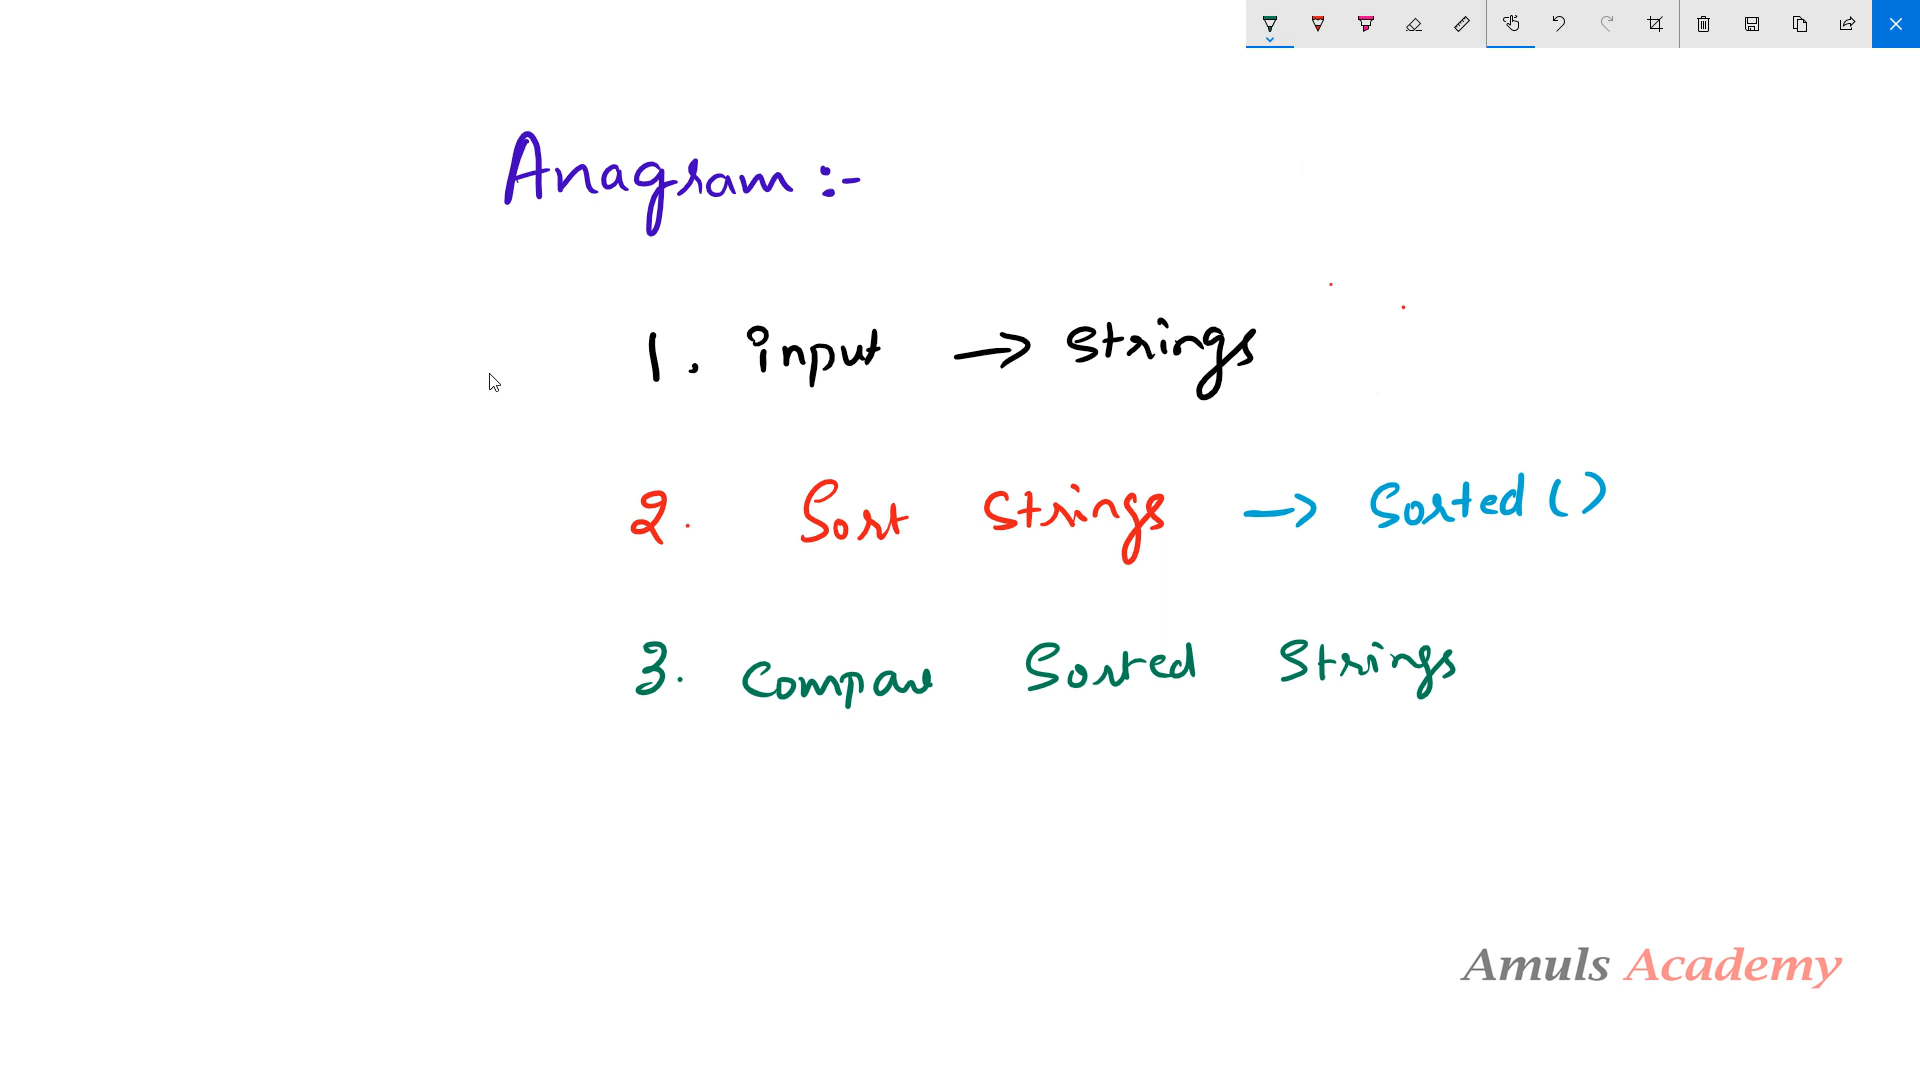 Anagram :-
1. input → Strings
2. Sort Strings → Sorted ()
3. Compare Sorted Strings
Amuls Academy